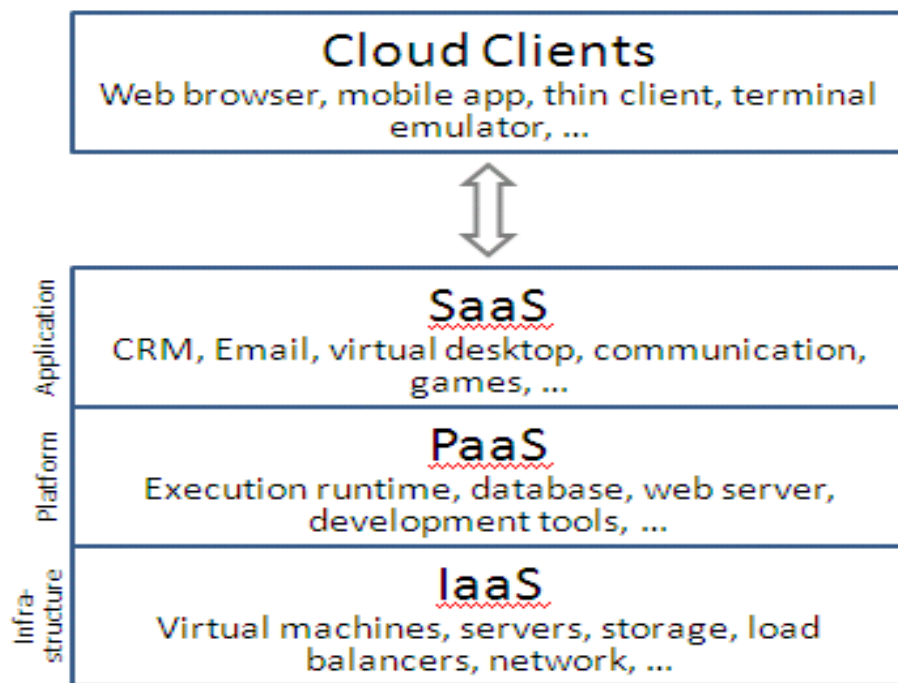 Cloud Clients
Web browser, mobile app, thin client, terminal
emulator, ...
Application
SaaS
CRM, Email, virtual desktop, communication,
games, ...
Platform
PaaS
Execution runtime, database, web server,
development tools, ...
Infra-
structure
IaaS
Virtual machines, servers, storage, load
balancers, network, ...